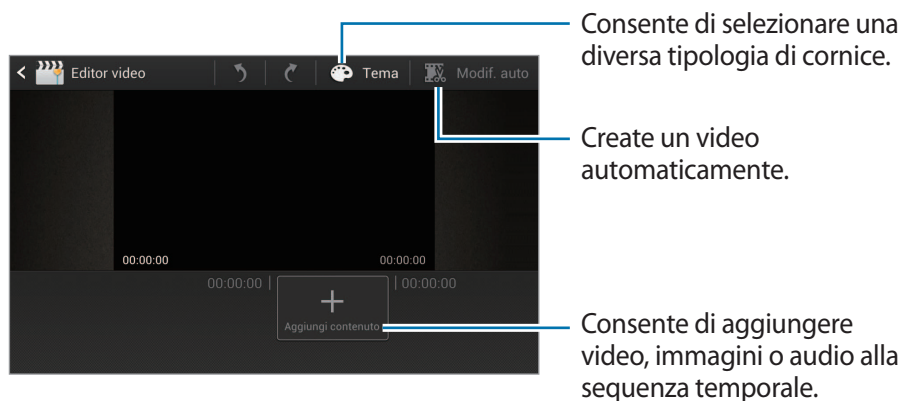 Consente di selezionare una
diversa tipologia di cornice.
Editor video
Tema
Modif. auto
Create un video
automaticamente.
00:00:00
00:00:00
00:00:00
00:00:00
Aggiungi contenuto
Consente di aggiungere
video, immagini o audio alla
sequenza temporale.